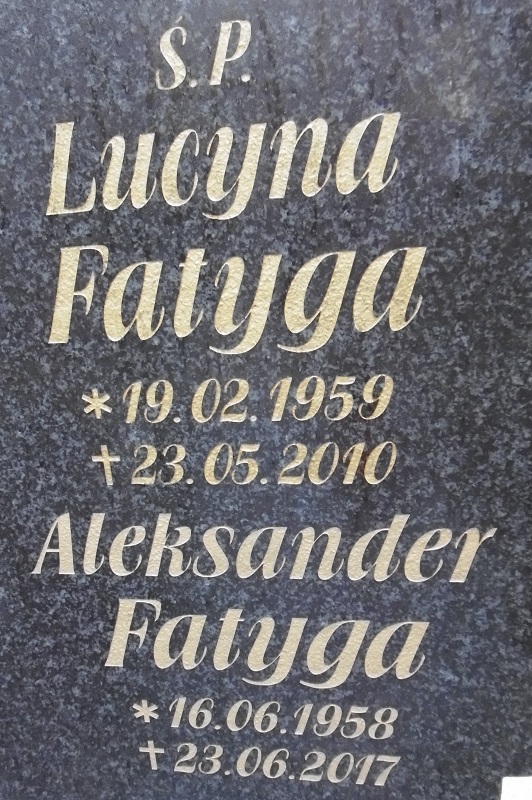 Ś.P.
Lucyna
Fatyga
* 19.02.1959
† 23.05.2010
Aleksander
Fatyga
* 16.06.1958
† 23.06.2017